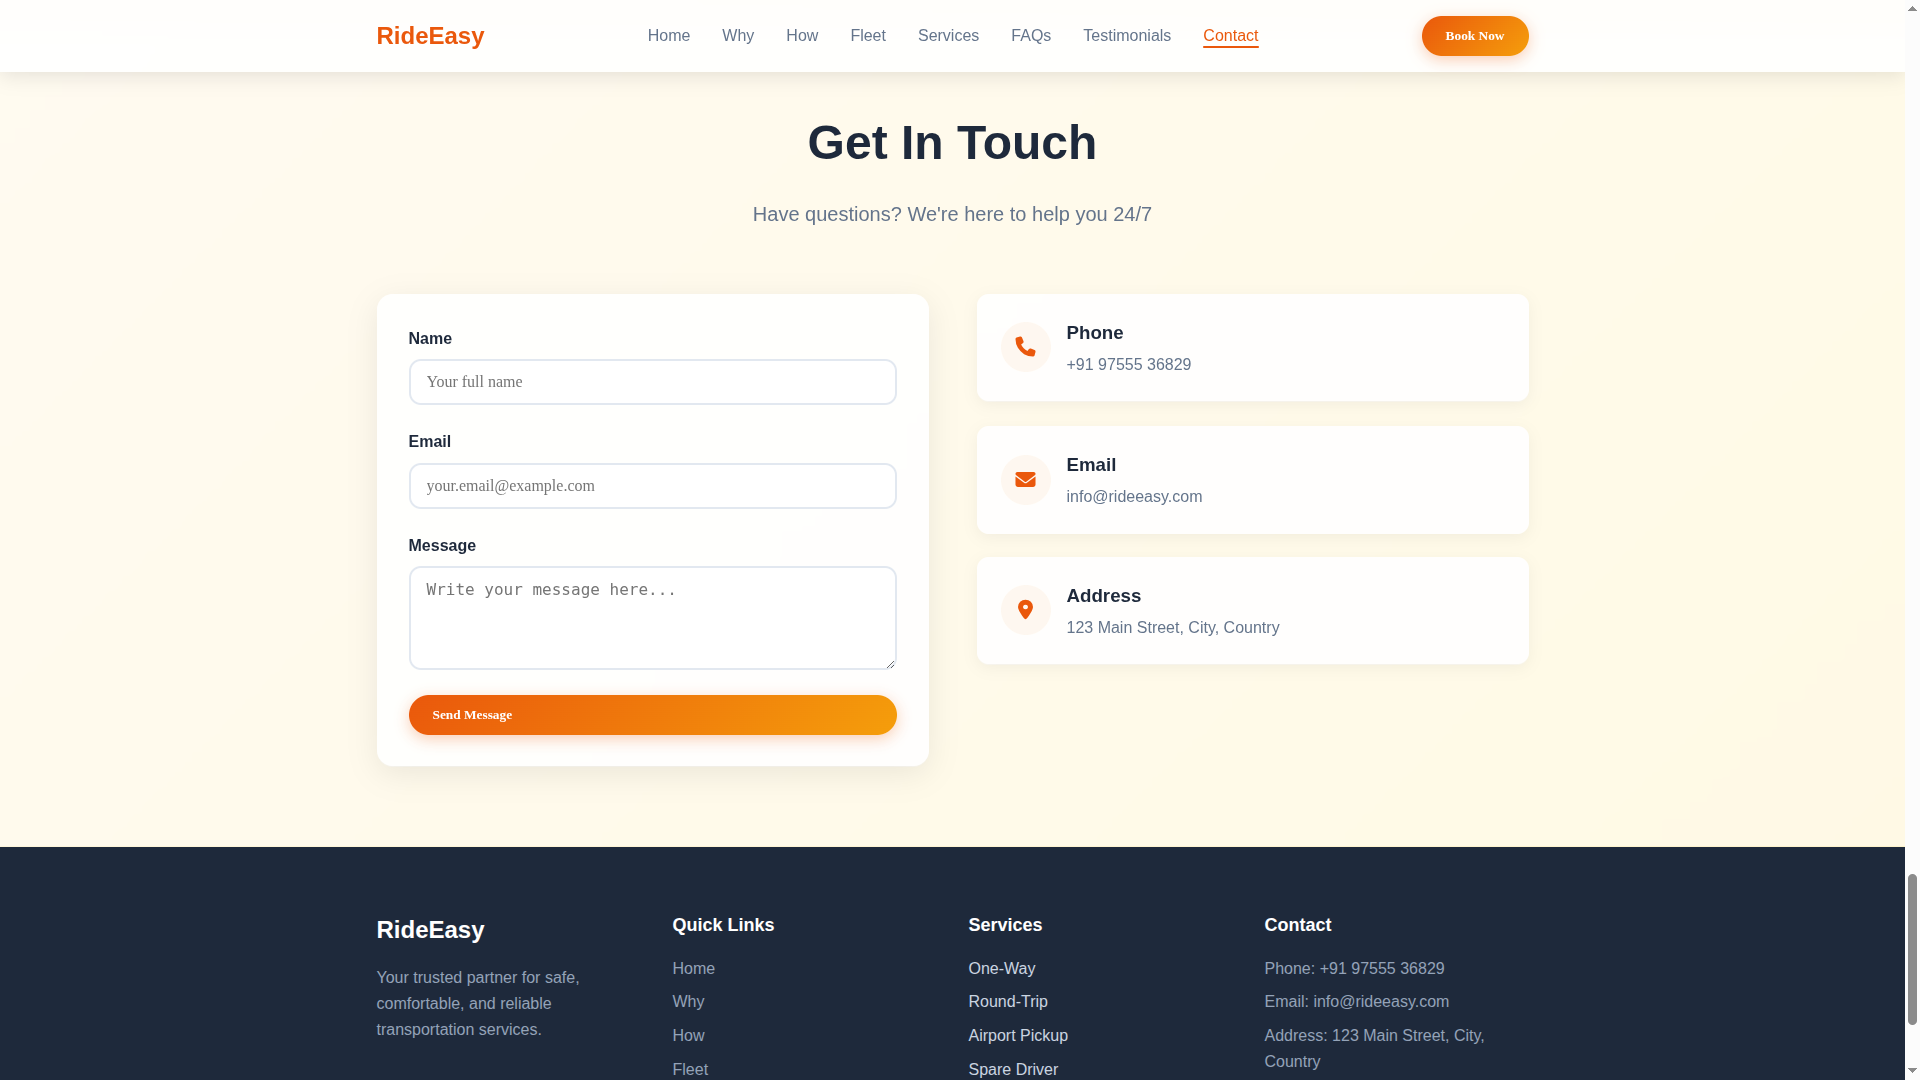 RideEasy
Home
Why
How
Fleet
Services
FAQs
Testimonials
Contact
Book Now
Get In Touch
Have questions? We're here to help you 24/7
Name
Your full name
Email
your.email@example.com
Message
Write your message here...
Send Message
Phone
+91 97555 36829
Email
info@rideeasy.com
Address
123 Main Street, City, Country
RideEasy
Your trusted partner for safe,
comfortable, and reliable
transportation services.
Quick Links
Home
Why
How
Fleet
Services
One-Way
Round-Trip
Airport Pickup
Spare Driver
Contact
Phone: +91 97555 36829
Email: info@rideeasy.com
Address: 123 Main Street, City,
Country